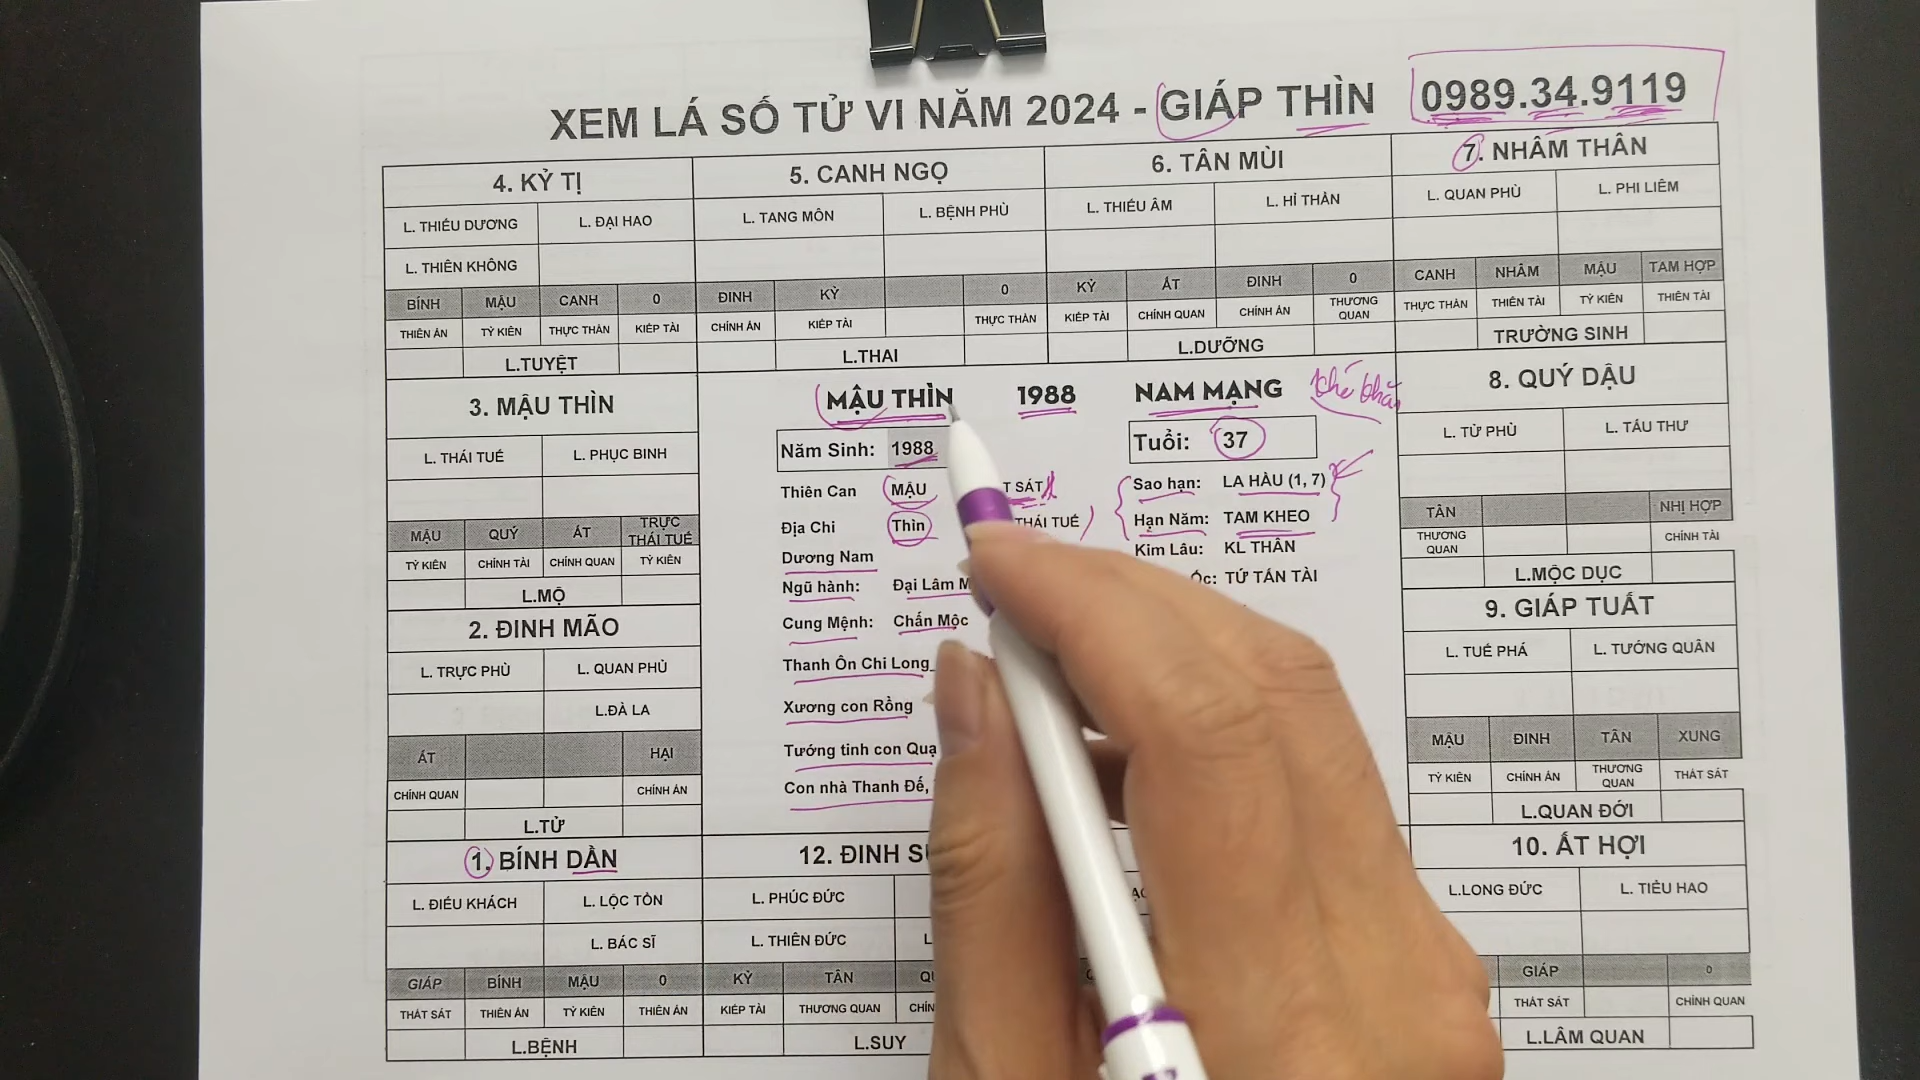 XEM LÁ SỐ TỬ VI NĂM 2024 - GIÁP THÌN 0989.34.9119
4. KỶ TỊ 5. CANH NGỌ 6. TÂN MÙI 7. NHÂM THÂN
L. THIẾU DƯƠNG L. ĐẠI HAO L. TANG MÔN L. BỆNH PHÙ L. THIẾU ÂM L. HỈ THẦN L. QUAN PHÙ L. PHI LIÊM
L. THIÊN KHÔNG
BÍNH MẬU CANH 0 ĐINH KỶ 0 KỶ ẤT ĐINH 0 CANH NHÂM MẬU TAM HỢP
THIÊN ẤN TỶ KIÊN THỰC THẦN KIẾP TÀI CHÍNH ẤN KIẾP TÀI THỰC THẦN KIẾP TÀI CHÍNH QUAN CHÍNH ẤN THƯƠNG QUAN THỰC THẦN THIÊN TÀI TỶ KIÊN THIÊN TÀI
L.TUYỆT L.THAI L.DƯỠNG TRƯỜNG SINH
3. MẬU THÌN
L. THÁI TUẾ L. PHỤC BINH
MẬU QUÝ ẤT TRỰC THÁI TUẾ
TỶ KIÊN CHÍNH TÀI CHÍNH QUAN TỶ KIÊN
L.MỘ
2. ĐINH MÃO
L. TRỰC PHÙ L. QUAN PHÙ
L.ĐÀ LA
ẤT HẠI
CHÍNH QUAN CHÍNH ẤN
L.TỬ
MẬU THÌN 1988 NAM MẠNG
Năm Sinh: 1988 Tuổi: 37
Thiên Can MẬU T SÁT Sao hạn: LA HẦU (1, 7)
Địa Chi Thìn THÁI TUẾ Hạn Năm: TAM KHEO
Dương Nam Kim Lâu: KL THÂN
Ngũ hành: Đại Lâm M ốc: TỨ TẤN TÀI
Cung Mệnh: Chấn Mộc
Thanh Ôn Chi Long_
Xương con Rồng
Tướng tinh con Quạ
Con nhà Thanh Đế,
8. QUÝ DẬU
L. TỬ PHÙ L. TẤU THƯ
TÂN NHỊ HỢP
THƯƠNG QUAN CHÍNH TÀI
L.MỘC DỤC
9. GIÁP TUẤT
L. TUẾ PHÁ L. TƯỚNG QUÂN
MẬU ĐINH TÂN XUNG
TỶ KIÊN CHÍNH ẤN THƯƠNG QUAN THẤT SÁT
L.QUAN ĐỚI
1. BÍNH DẦN 12. ĐINH S 10. ẤT HỢI
L. ĐIẾU KHÁCH L. LỘC TỒN L. PHÚC ĐỨC L.LONG ĐỨC L. TIỂU HAO
L. BÁC SĨ L. THIÊN ĐỨC L
GIÁP BÍNH MẬU 0 KỶ TÂN QU GIÁP 0
THẤT SÁT THIÊN ẤN TỶ KIÊN THIÊN ẤN KIẾP TÀI THƯƠNG QUAN CHÍN THẤT SÁT CHÍNH QUAN
L.BỆNH L.SUY L.LÂM QUAN